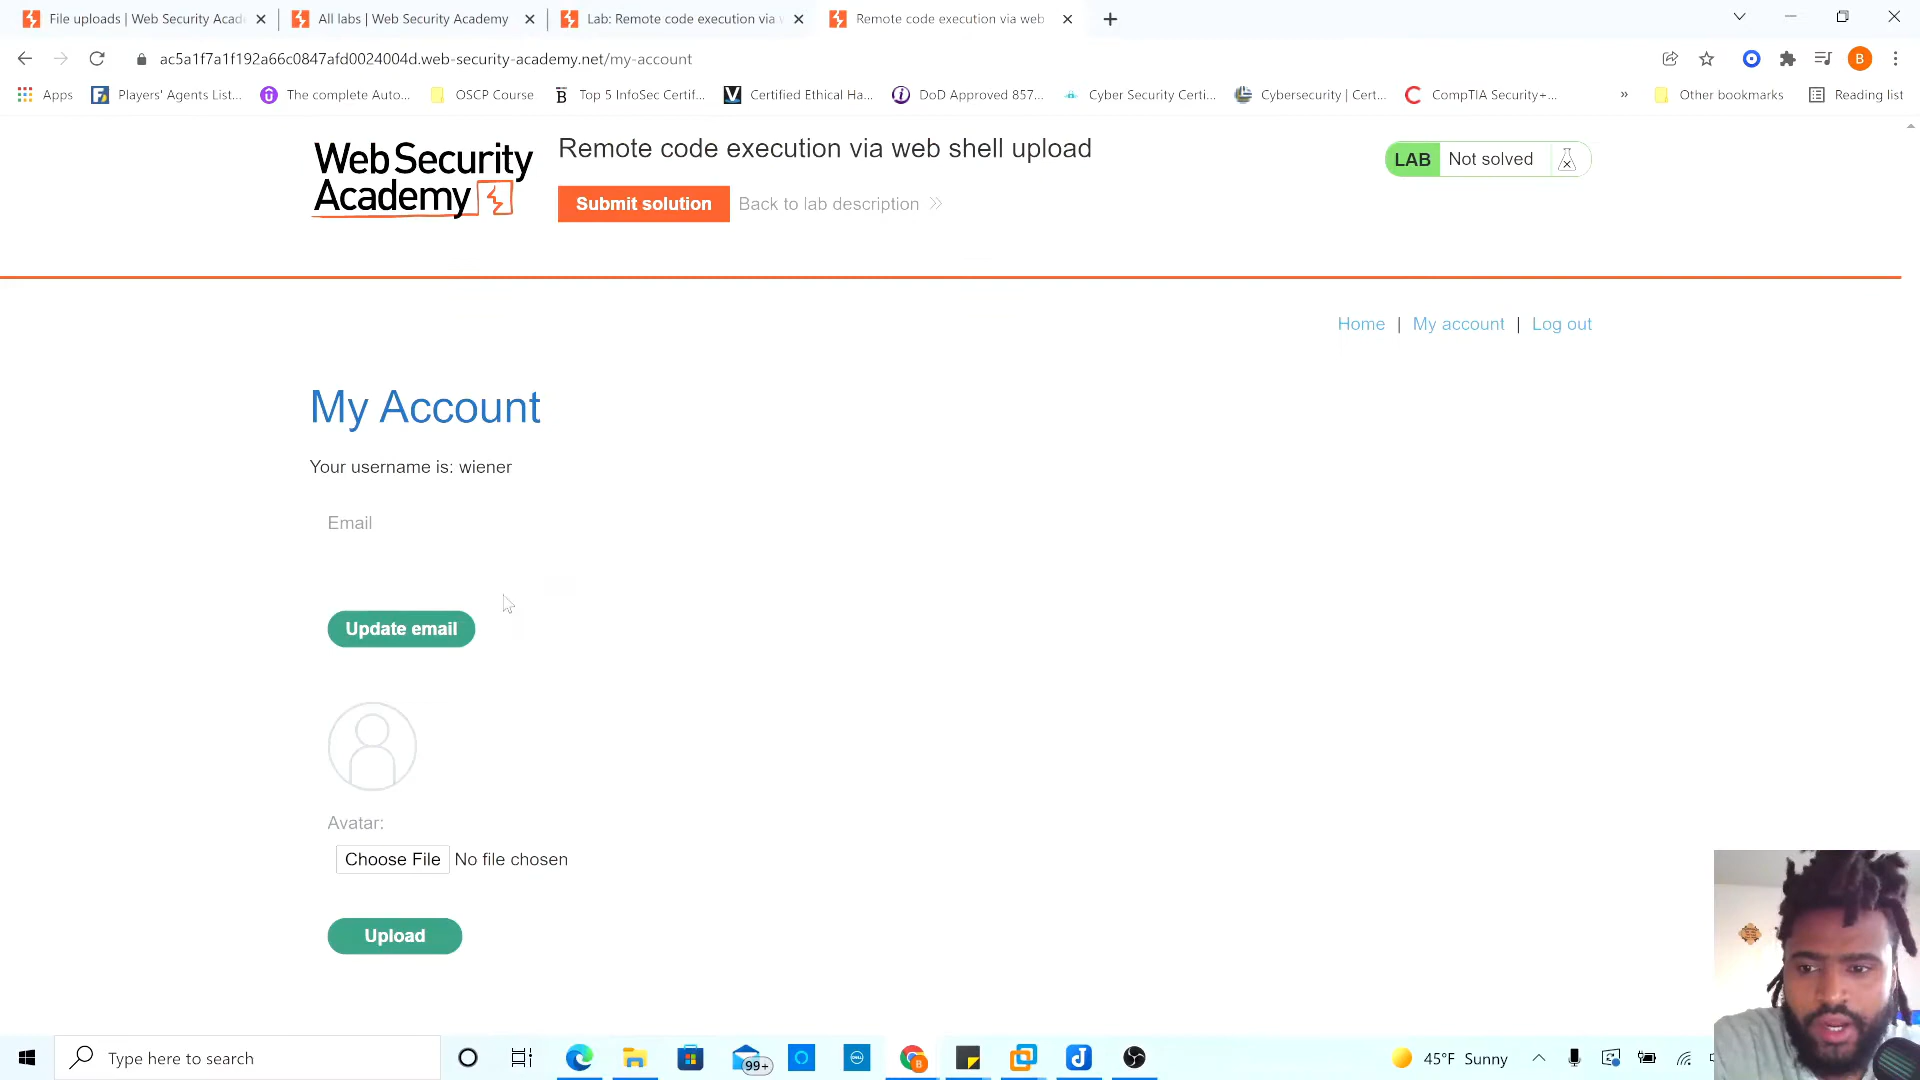 File uploads | Web Security Acad
All labs | Web Security Academy
Lab: Remote code execution via
Remote code execution via web
ac5a1f7a1f192a66c0847afd0024004d.web-security-academy.net/my-account
B
Apps
Players' Agents List...
The complete Auto...
OSCP Course
Top 5 InfoSec Certif...
Certified Ethical Ha...
DoD Approved 857...
Cyber Security Certi...
Cybersecurity | Cert...
CompTIA Security+...
»
Other bookmarks
Reading list
Web Security
Academy
Remote code execution via web shell upload
Submit solution
Back to lab description
LAB Not solved
Home | My account | Log out
My Account
Your username is: wiener
Email
Update email
Avatar:
Choose File No file chosen
Upload
Type here to search
99+
DELL
B
45°F Sunny